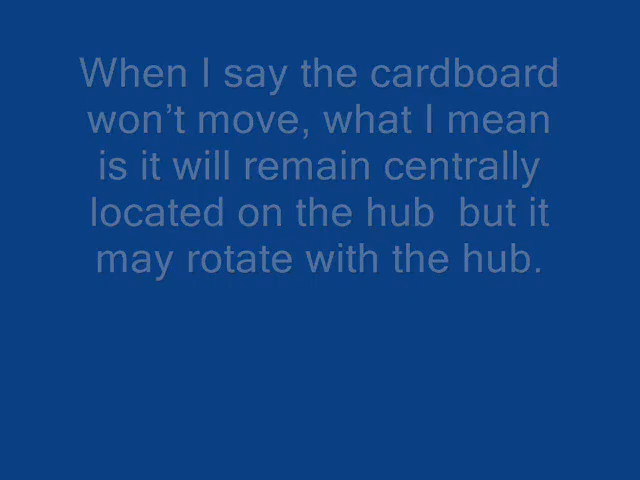 When I say the cardboard
won’t move, what I mean
is it will remain centrally
located on the hub  but it
may rotate with the hub.